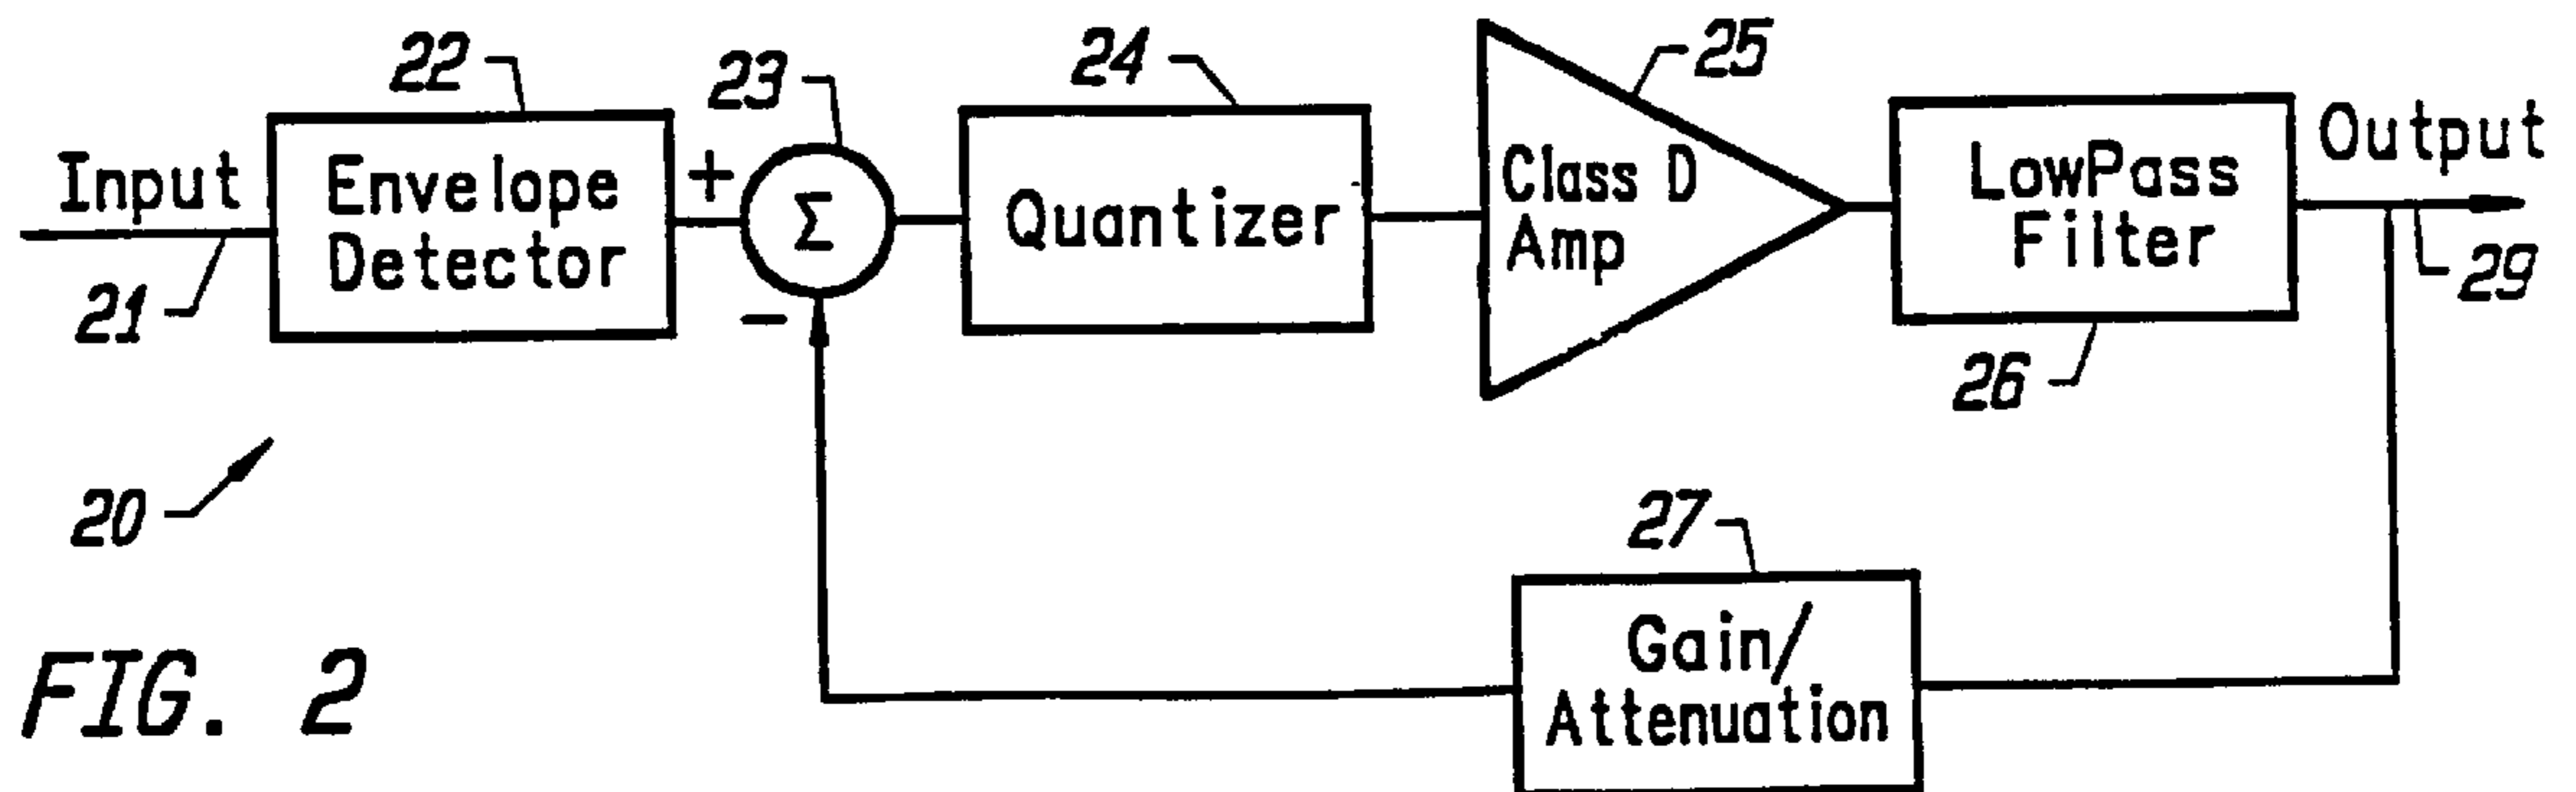 22
23
24
25
Input
Envelope
Detector
+
Σ
-
Quantizer
Class D
Amp
LowPass
Filter
Output
21
26
29
20
27
Gain/
Attenuation
FIG. 2